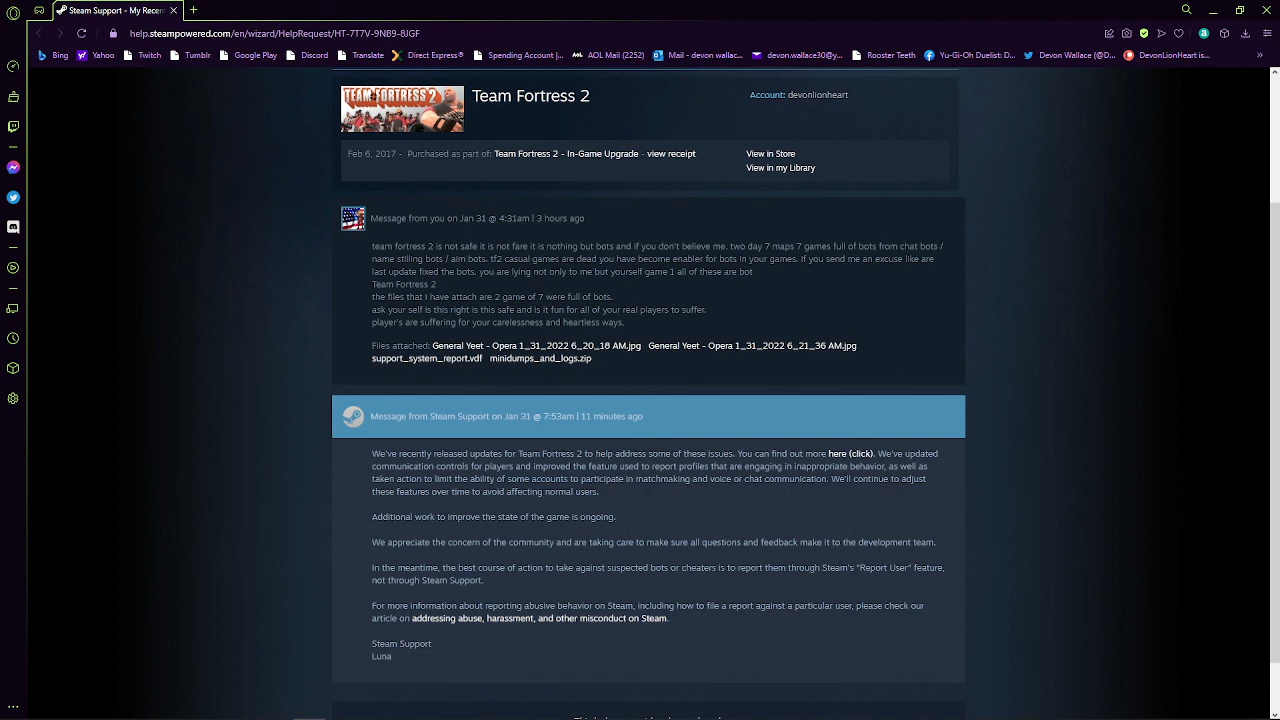 Steam Support - My Recen
help.steampowered.com/en/wizard/HelpRequest/HT-7T7V-9NB9-8JGF
Bing Yahoo Twitch Tumblr Google Play Discord Translate Direct Express® Spending Account |... AOL Mail (2252) Mail - devon wallac... devon.wallace30@y... Rooster Teeth Yu-Gi-Oh Duelist: D... Devon Wallace (@D... DevonLionHeart is...
TEAM FORTRESS 2
Team Fortress 2
Account: devonlionheart
Feb 6, 2017 - Purchased as part of: Team Fortress 2 - In-Game Upgrade - view receipt
View in Store
View in my Library
Message from you on Jan 31 @ 4:31am | 3 hours ago
team fortress 2 is not safe it is not fare it is nothing but bots and if you don't believe me. two day 7 maps 7 games full of bots from chat bots /
name stilling bots / aim bots. tf2 casual games are dead you have become enabler for bots in your games. if you send me an excuse like are
last update fixed the bots. you are lying not only to me but yourself game 1 all of these are bot
Team Fortress 2
the files that I have attach are 2 game of 7 were full of bots.
ask your self is this right is this safe and is it fun for all of your real players to suffer.
player's are suffering for your carelessness and heartless ways.
Files attached: General Yeet - Opera 1_31_2022 6_20_18 AM.jpg General Yeet - Opera 1_31_2022 6_21_36 AM.jpg
support_system_report.vdf minidumps_and_logs.zip
Message from Steam Support on Jan 31 @ 7:53am | 11 minutes ago
We've recently released updates for Team Fortress 2 to help address some of these issues. You can find out more here (click). We've updated
communication controls for players and improved the feature used to report profiles that are engaging in inappropriate behavior, as well as
taken action to limit the ability of some accounts to participate in matchmaking and voice or chat communication. We'll continue to adjust
these features over time to avoid affecting normal users.
Additional work to improve the state of the game is ongoing.
We appreciate the concern of the community and are taking care to make sure all questions and feedback make it to the development team.
In the meantime, the best course of action to take against suspected bots or cheaters is to report them through Steam's "Report User" feature,
not through Steam Support.
For more information about reporting abusive behavior on Steam, including how to file a report against a particular user, please check our
article on addressing abuse, harassment, and other misconduct on Steam.
Steam Support
Luna